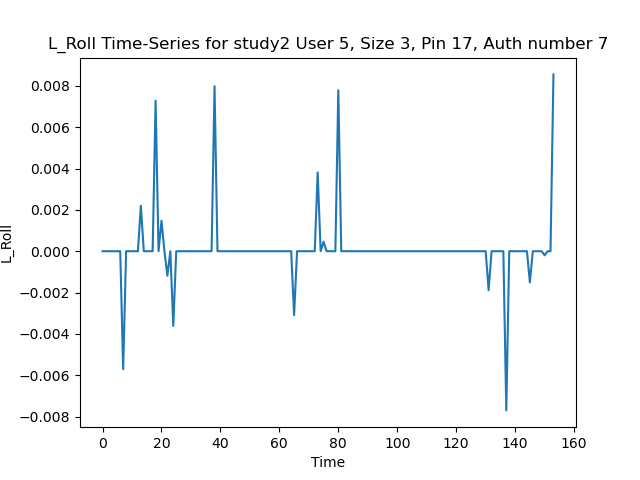 L_Roll Time-Series for study2 User 5, Size 3, Pin 17, Auth number 7
0.008
0.006
0.004
0.002
0.000
−0.002
−0.004
−0.006
−0.008
L_Roll
0 20 40 60 80 100 120 140 160
Time